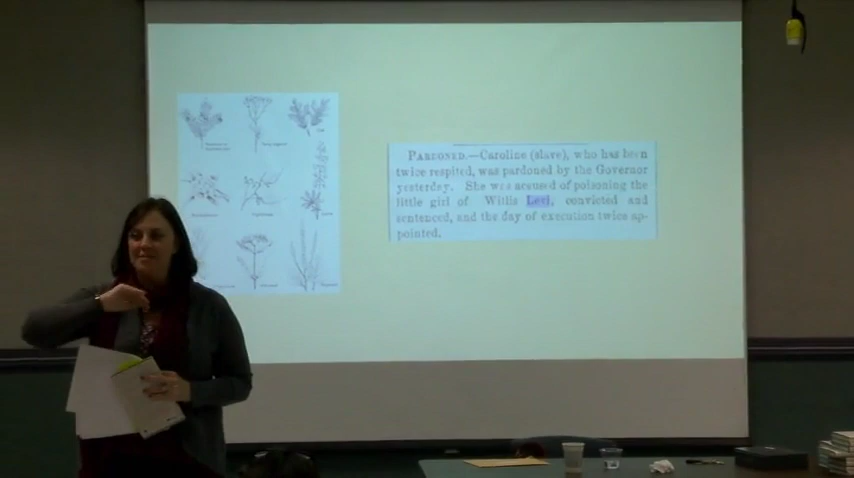 PARDONED.—Caroline (slave), who has been
twice respited, was pardoned by the Governor
yesterday. She was accused of poisoning the
little girl of Willis Levi, convicted and
sentenced, and the day of execution twice ap-
pointed.